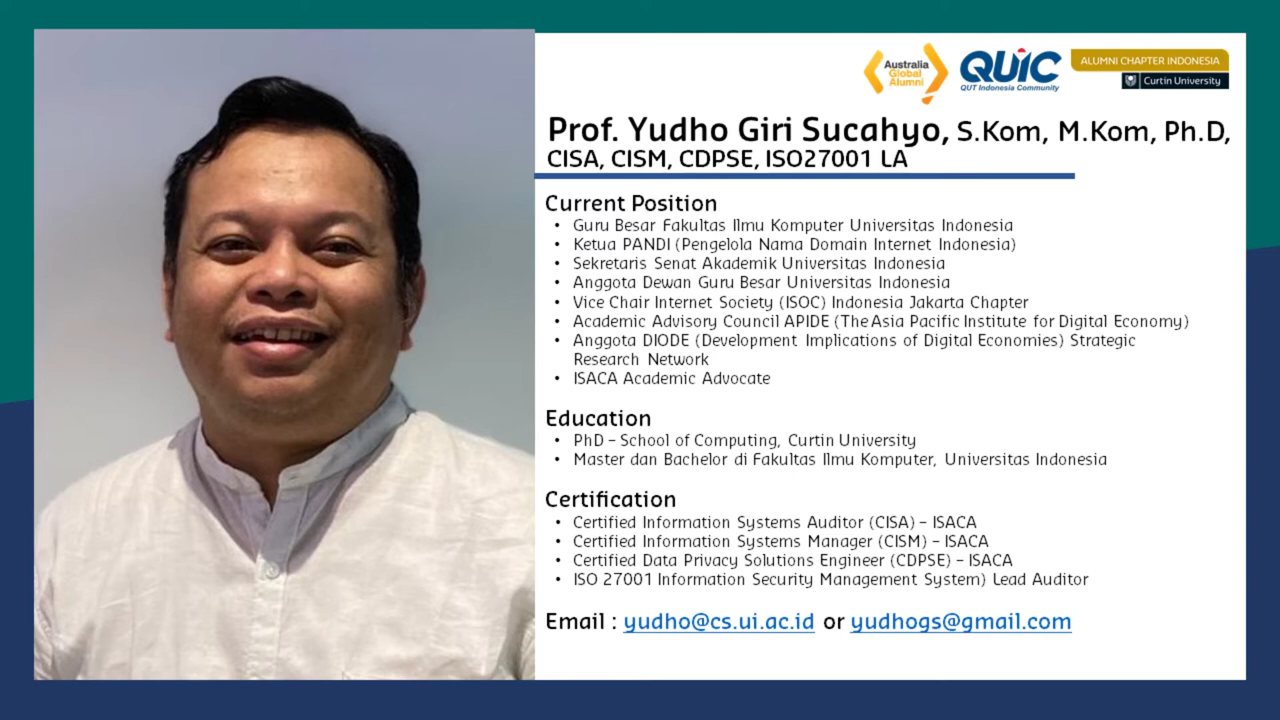 Australia
Global
Alumni
QUIC
QUT Indonesia Community
ALUMNI CHAPTER INDONESIA
Curtin University
Prof. Yudho Giri Sucahyo, S.Kom, M.Kom, Ph.D,
CISA, CISM, CDPSE, ISO27001 LA
Current Position
• Guru Besar Fakultas Ilmu Komputer Universitas Indonesia
• Ketua PANDI (Pengelola Nama Domain Internet Indonesia)
• Sekretaris Senat Akademik Universitas Indonesia
• Anggota Dewan Guru Besar Universitas Indonesia
• Vice Chair Internet Society (ISOC) Indonesia Jakarta Chapter
• Academic Advisory Council APIDE (The Asia Pacific Institute for Digital Economy)
• Anggota DIODE (Development Implications of Digital Economies) Strategic
Research Network
• ISACA Academic Advocate
Education
• PhD – School of Computing, Curtin University
• Master dan Bachelor di Fakultas Ilmu Komputer, Universitas Indonesia
Certification
• Certified Information Systems Auditor (CISA) – ISACA
• Certified Information Systems Manager (CISM) – ISACA
• Certified Data Privacy Solutions Engineer (CDPSE) – ISACA
• ISO 27001 Information Security Management System) Lead Auditor
Email : yudho@cs.ui.ac.id or yudhogs@gmail.com